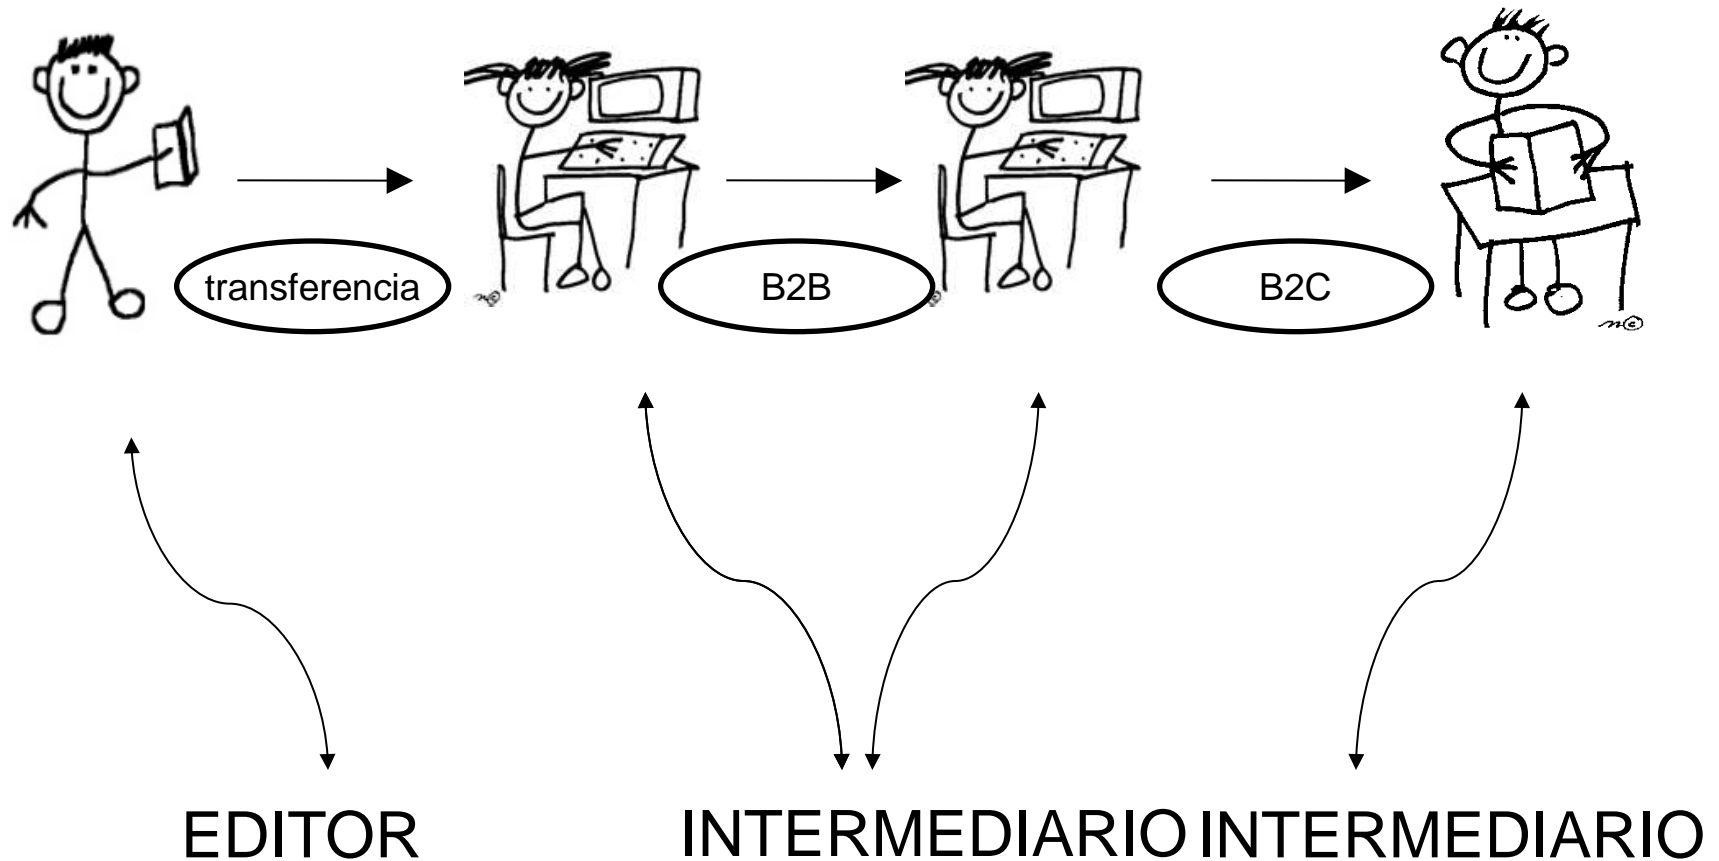 transferencia
B2B
B2C
EDITOR
INTERMEDIARIO
INTERMEDIARIO